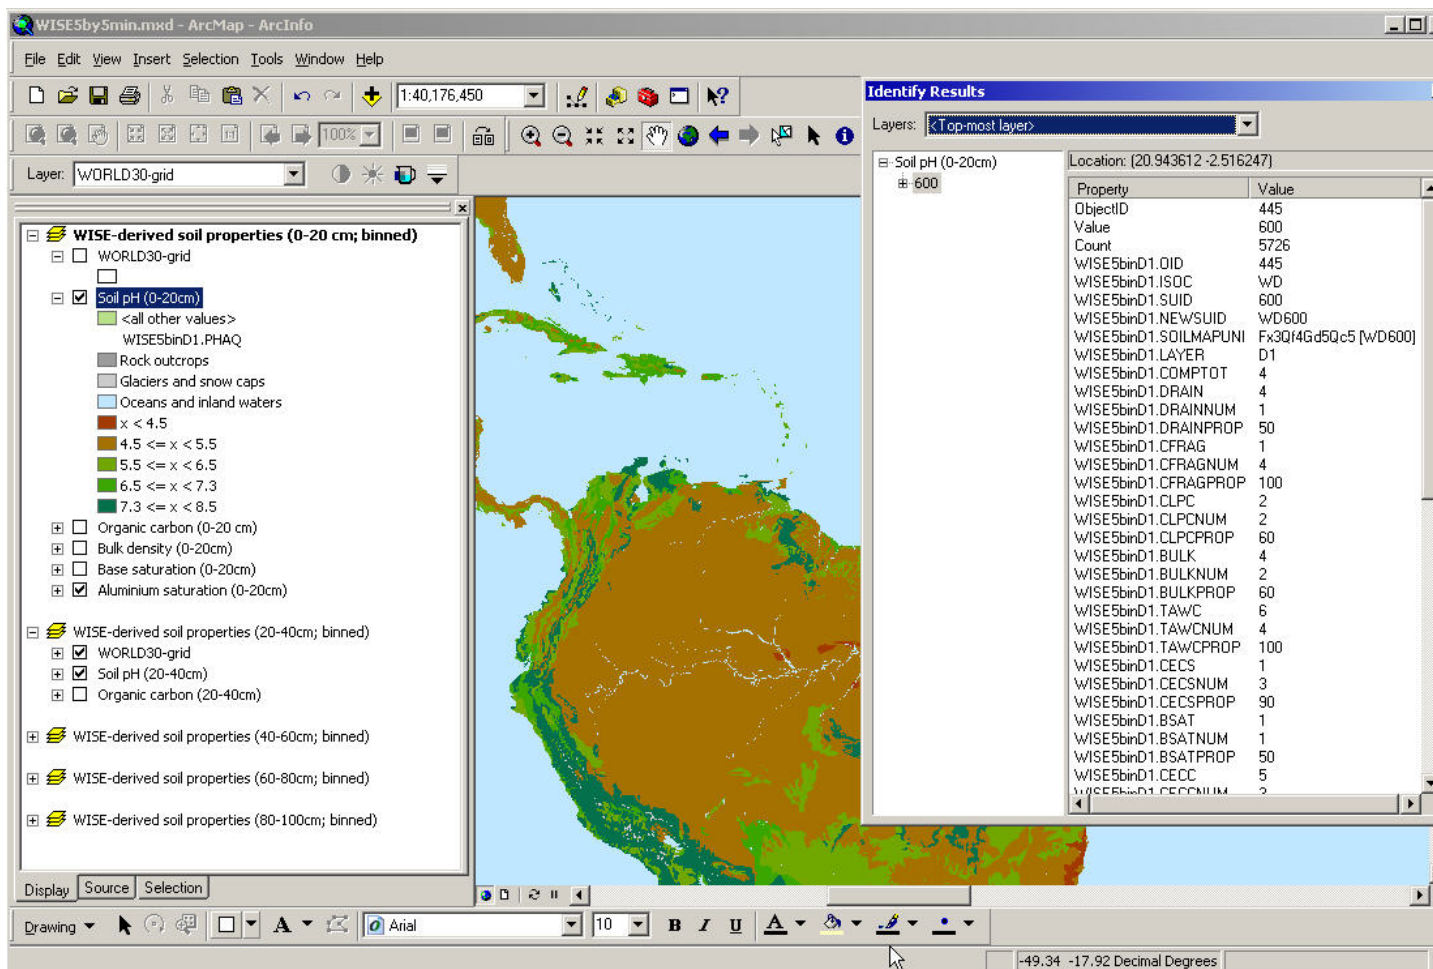 WISE5by5min.mxd - ArcMap - ArcInfo
File Edit View Insert Selection Tools Window Help
1:40,176,450
100%
Layer: WORLD30-grid
WISE-derived soil properties (0-20 cm; binned)
WORLD30-grid
Soil pH (0-20cm)
<all other values>
WISE5binD1.PHAQ
Rock outcrops
Glaciers and snow caps
Oceans and inland waters
x < 4.5
4.5 <= x < 5.5
5.5 <= x < 6.5
6.5 <= x < 7.3
7.3 <= x < 8.5
Organic carbon (0-20 cm)
Bulk density (0-20cm)
Base saturation (0-20cm)
Aluminium saturation (0-20cm)
WISE-derived soil properties (20-40cm; binned)
WORLD30-grid
Soil pH (20-40cm)
Organic carbon (20-40cm)
WISE-derived soil properties (40-60cm; binned)
WISE-derived soil properties (60-80cm; binned)
WISE-derived soil properties (80-100cm; binned)
Display Source Selection
Identify Results
Layers: <Top-most layer>
Soil pH (0-20cm)
600
Location: (20.943612 -2.516247)
Property Value
ObjectID 445
Value 600
Count 5726
WISE5binD1.OID 445
WISE5binD1.ISOC WD
WISE5binD1.SUID 600
WISE5binD1.NEWSUID WD600
WISE5binD1.SOILMAPUNI Fx3Qf4Gd5Qc5 [WD600]
WISE5binD1.LAYER D1
WISE5binD1.COMPTOT 4
WISE5binD1.DRAIN 4
WISE5binD1.DRAINNUM 1
WISE5binD1.DRAINPROP 50
WISE5binD1.CFRAG 1
WISE5binD1.CFRAGNUM 4
WISE5binD1.CFRAGPROP 100
WISE5binD1.CLPC 2
WISE5binD1.CLPCNUM 2
WISE5binD1.CLPCPROP 60
WISE5binD1.BULK 4
WISE5binD1.BULKNUM 2
WISE5binD1.BULKPROP 60
WISE5binD1.TAWC 6
WISE5binD1.TAWCNUM 4
WISE5binD1.TAWCPROP 100
WISE5binD1.CECS 1
WISE5binD1.CECSNUM 3
WISE5binD1.CECSPROP 90
WISE5binD1.BSAT 1
WISE5binD1.BSATNUM 1
WISE5binD1.BSATPROP 50
WISE5binD1.CECC 5
WISE5binD1.CECCNUM 3
Drawing A Arial 10 B I U A
-49.34 -17.92 Decimal Degrees